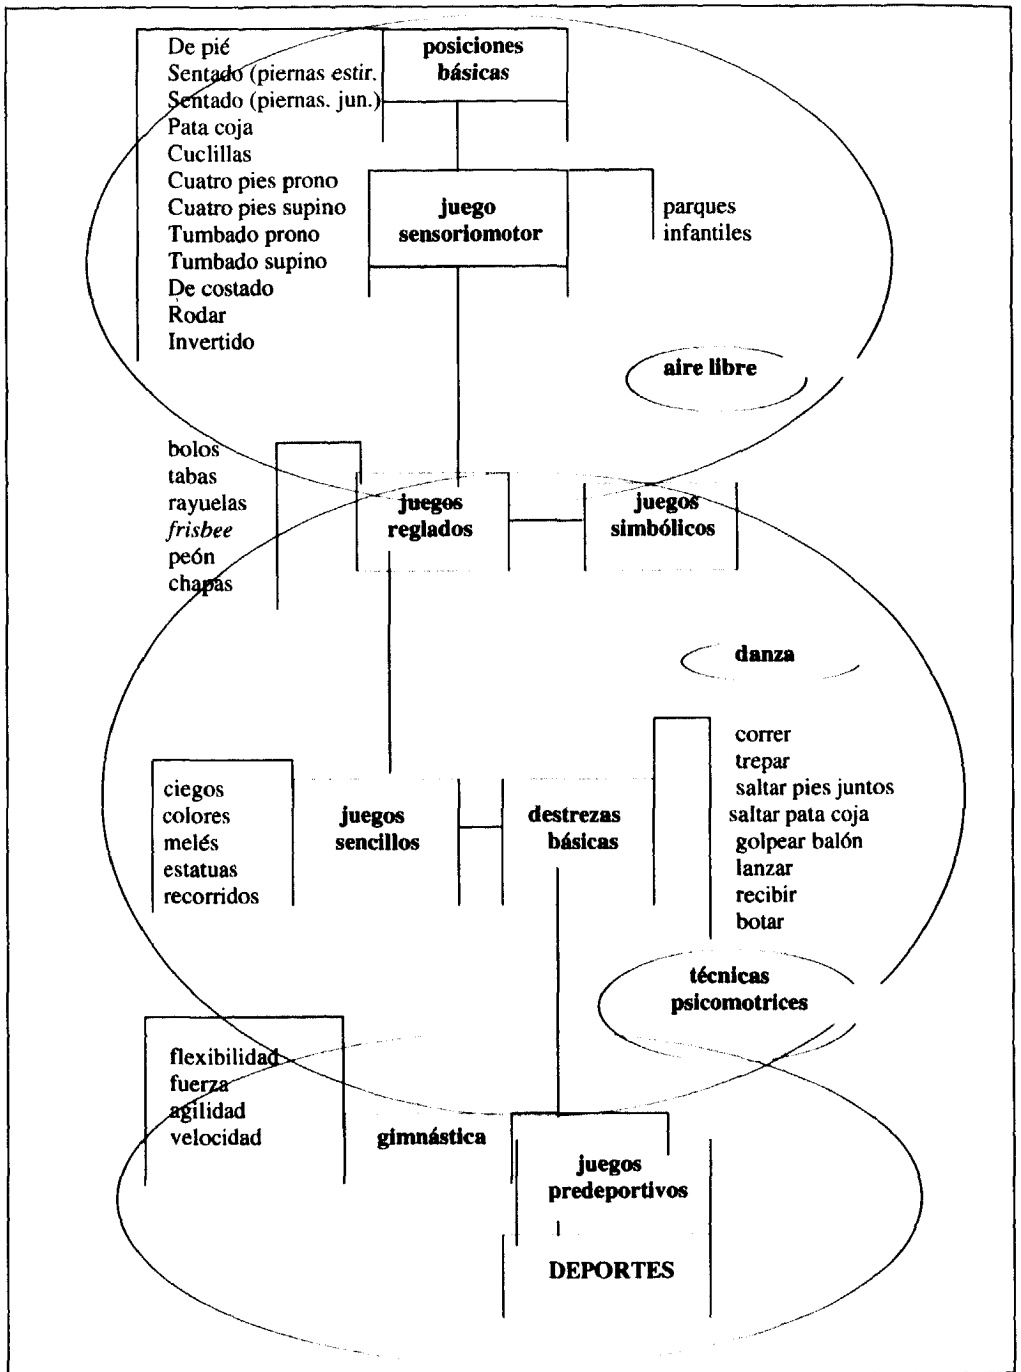 De pié
Sentado (piernas estir.
Sentado (piernas. jun.)
Pata coja
Cuclillas
Cuatro pies prono
Cuatro pies supino
Tumbado prono
Tumbado supino
De costado
Rodar
Invertido
posiciones
básicas
juego
sensoriomotor
parques
infantiles
aire libre
bolos
tabas
rayuelas
frisbee
peón
chapas
juegos
reglados
juegos
simbólicos
danza
ciegos
colores
melés
estatuas
recorridos
juegos
sencillos
destrezas
básicas
correr
trepar
saltar pies juntos
saltar pata coja
golpear balón
lanzar
recibir
botar
técnicas
psicomotrices
flexibilidad
fuerza
agilidad
velocidad
gimnástica
juegos
predeportivos
DEPORTES